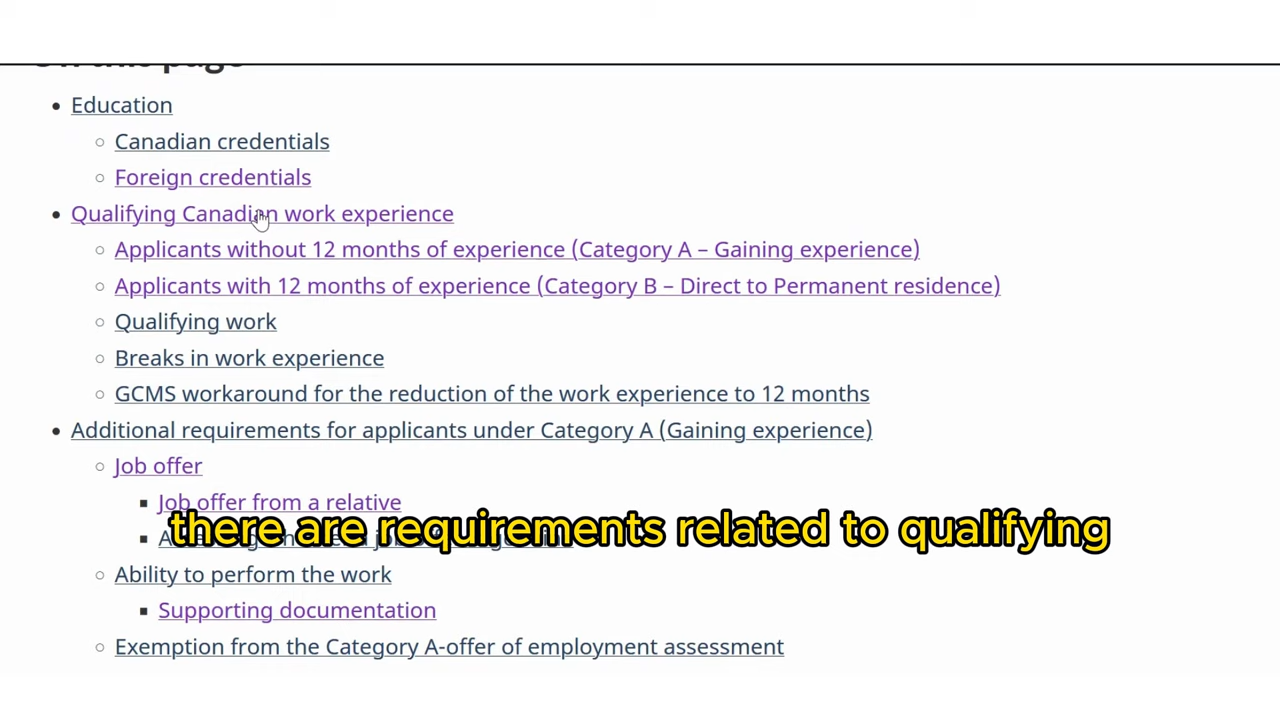 On this page
Education
Canadian credentials
Foreign credentials
Qualifying Canadian work experience
Applicants without 12 months of experience (Category A – Gaining experience)
Applicants with 12 months of experience (Category B – Direct to Permanent residence)
Qualifying work
Breaks in work experience
GCMS workaround for the reduction of the work experience to 12 months
Additional requirements for applicants under Category A (Gaining experience)
Job offer
Job offer from a relative
there are requirements related to qualifying
Ability to perform the work
Supporting documentation
Exemption from the Category A-offer of employment assessment